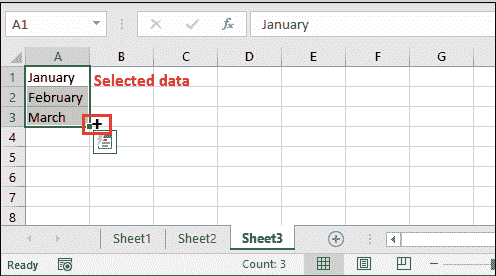 A1 fx January
A B C D E F G
1 January Selected data
2 February
3 March
4
5
6
7
8
Sheet1 Sheet2 Sheet3
Ready Count: 3